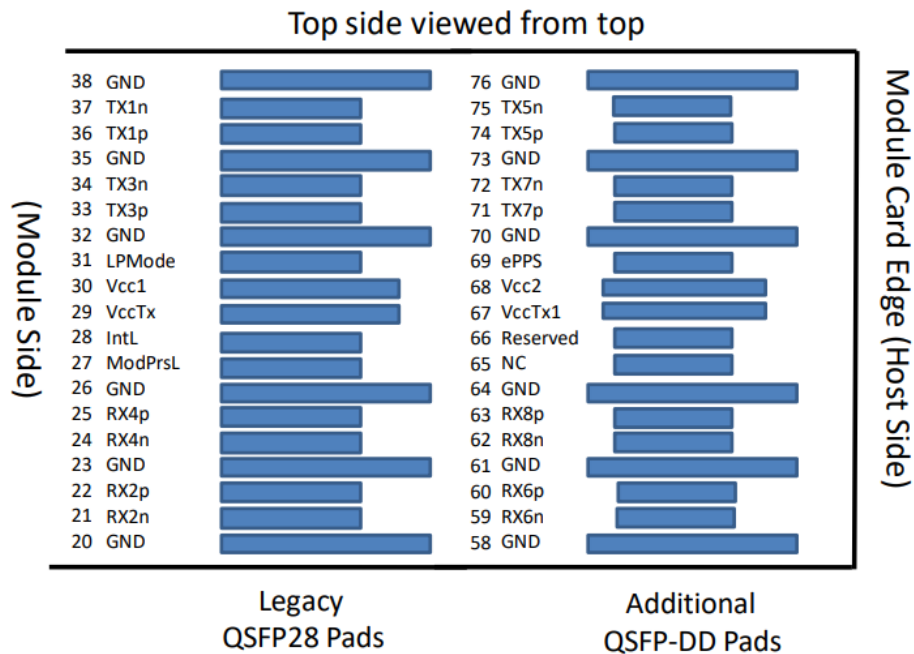 Top side viewed from top
(Module Side)
38 GND
37 TX1n
36 TX1p
35 GND
34 TX3n
33 TX3p
32 GND
31 LPMode
30 Vcc1
29 VccTx
28 IntL
27 ModPrsL
26 GND
25 RX4p
24 RX4n
23 GND
22 RX2p
21 RX2n
20 GND
76 GND
75 TX5n
74 TX5p
73 GND
72 TX7n
71 TX7p
70 GND
69 ePPS
68 Vcc2
67 VccTx1
66 Reserved
65 NC
64 GND
63 RX8p
62 RX8n
61 GND
60 RX6p
59 RX6n
58 GND
Module Card Edge (Host Side)
Legacy
QSFP28 Pads
Additional
QSFP-DD Pads